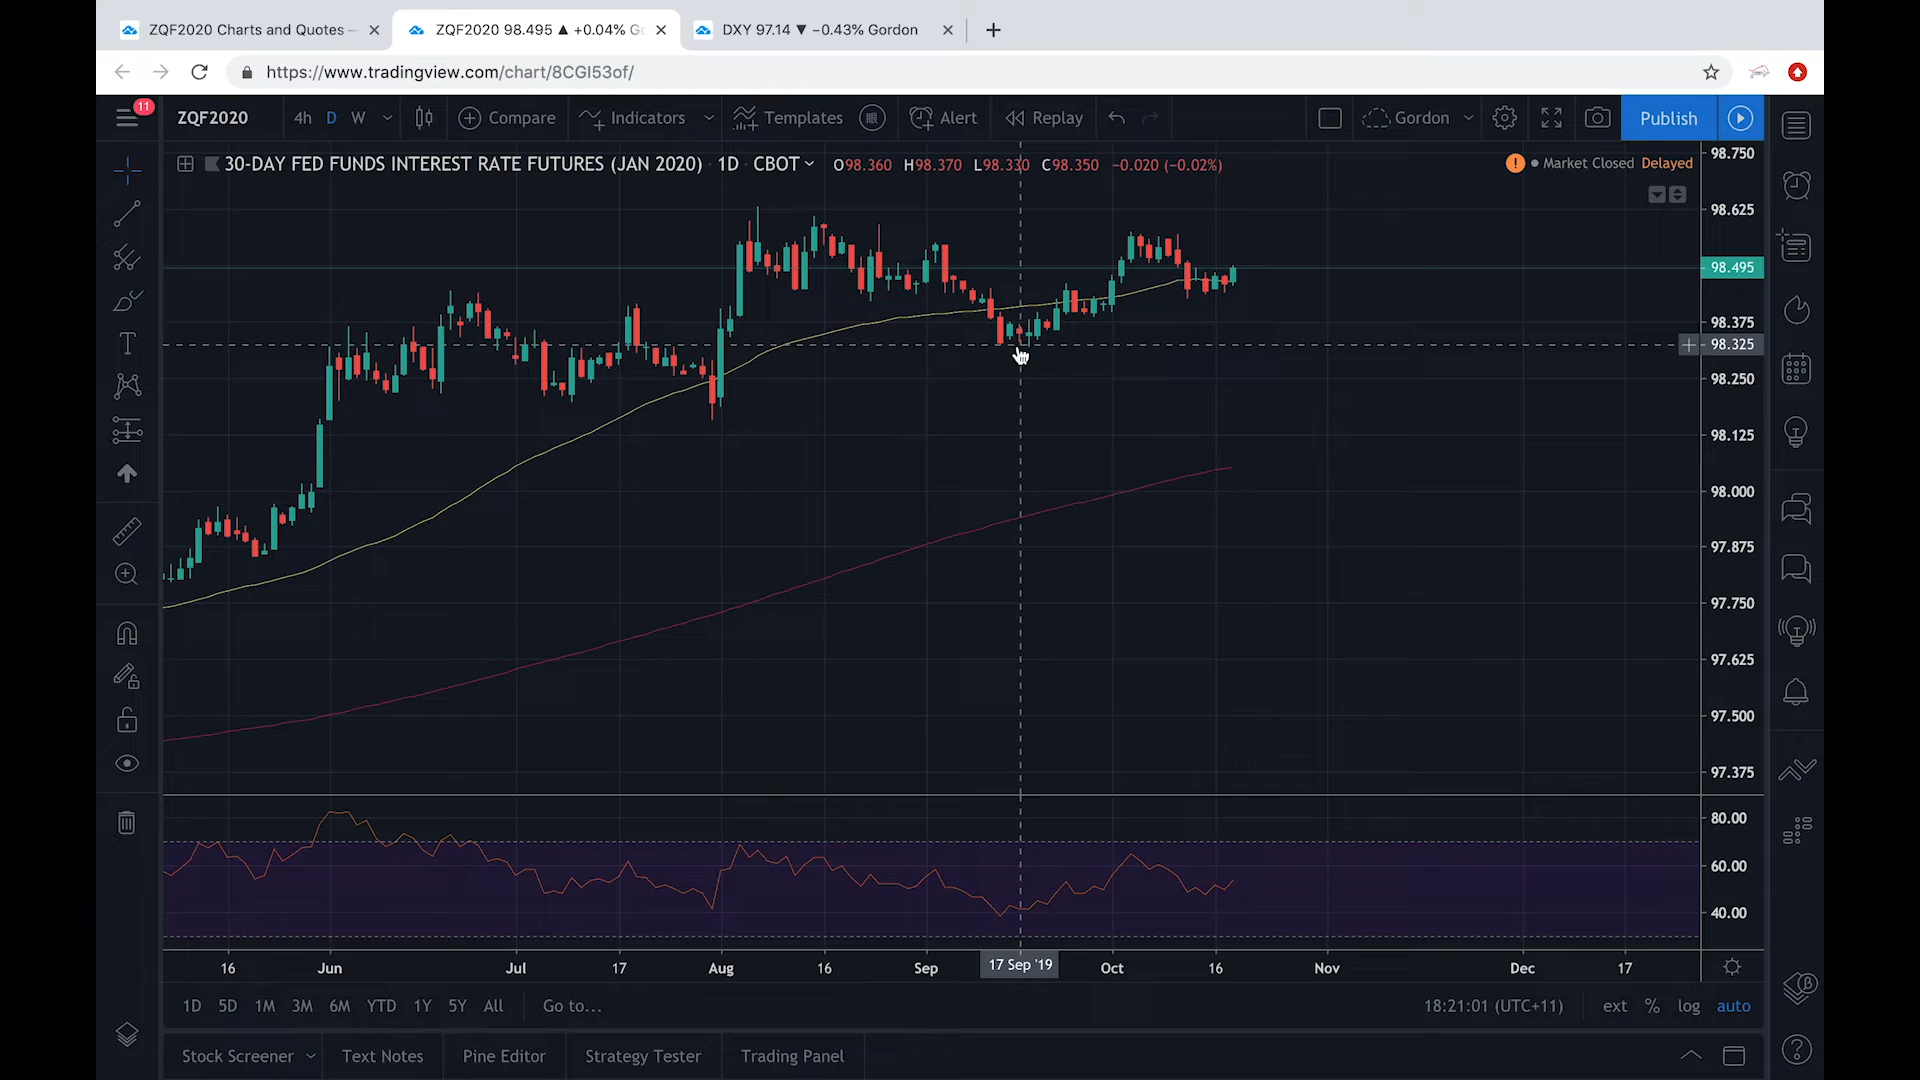 ZQF2020 Charts and Quotes –
ZQF2020 98.495 ▲ +0.04% Go
DXY 97.14 ▼ −0.43% Gordon
https://www.tradingview.com/chart/8CGI53of/
11
ZQF2020
4h D W
Compare
Indicators
Templates
Alert
Replay
Gordon
Publish
30-DAY FED FUNDS INTEREST RATE FUTURES (JAN 2020) · 1D · CBOT
O98.360 H98.370 L98.330 C98.350 -0.020 (-0.02%)
Market Closed Delayed
98.750
98.625
98.495
98.375
98.325
98.250
98.125
98.000
97.875
97.750
97.625
97.500
97.375
80.00
60.00
40.00
16 Jun Jul 17 Aug 16 Sep 17 Sep '19 Oct 16 Nov Dec 17
1D 5D 1M 3M 6M YTD 1Y 5Y All Go to...
18:21:01 (UTC+11) ext % log auto
Stock Screener Text Notes Pine Editor Strategy Tester Trading Panel